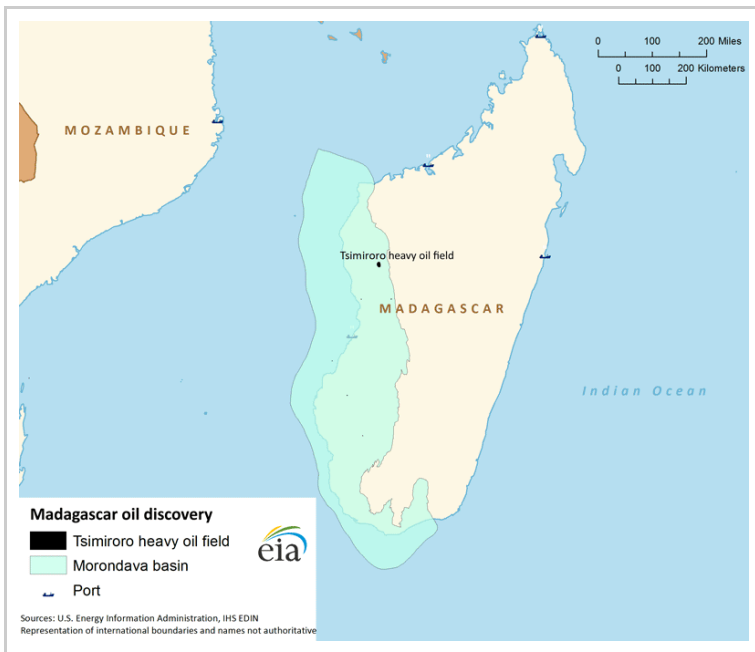 0 100 200 Miles
0 100 200 Kilometers
MOZAMBIQUE
Tsimiroro heavy oil field
MADAGASCAR
Indian Ocean
Madagascar oil discovery
Tsimiroro heavy oil field
Morondava basin
Port
eia
Sources: U.S. Energy Information Administration, IHS EDIN
Representation of international boundaries and names not authoritative